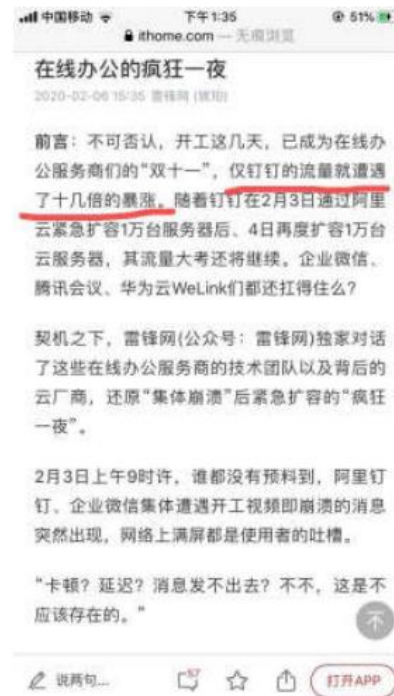 中国移动 下午1:35 51%
ithome.com — 无痕浏览
在线办公的疯狂一夜
2020-02-06 15:35 雷锋网 (琥珀)
前言：不可否认，开工这几天，已成为在线办
公服务商们的“双十一”，仅钉钉的流量就遭遇
了十几倍的暴涨。随着钉钉在2月3日通过阿里
云紧急扩容1万台服务器后、4日再度扩容1万台
云服务器，其流量大考还将继续。企业微信、
腾讯会议、华为云WeLink们都还扛得住么？
契机之下，雷锋网(公众号：雷锋网)独家对话
了这些在线办公服务商的技术团队以及背后的
云厂商，还原“集体崩溃”后紧急扩容的“疯狂
一夜”。
2月3日上午9时许，谁都没有预料到，阿里钉
钉、企业微信集体遭遇开工视频即崩溃的消息
突然出现，网络上满屏都是使用者的吐槽。
“卡顿？延迟？消息发不出去？不不，这是不
应该存在的。”
说两句... 57 打开APP